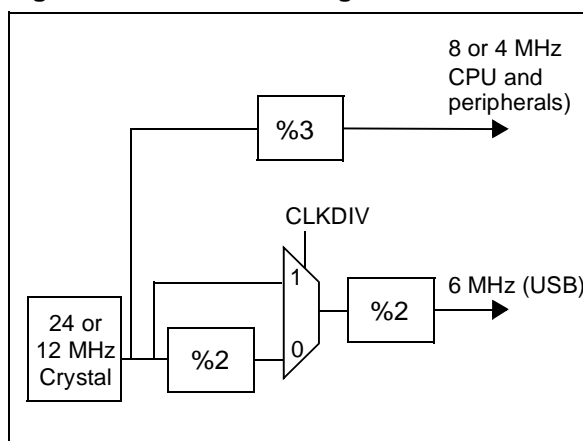 8 or 4 MHz
CPU and
peripherals)
%3
CLKDIV
1
6 MHz (USB)
%2
24 or
12 MHz
Crystal
%2
0